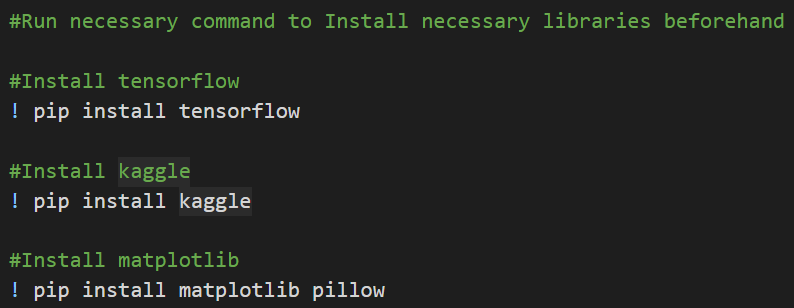 #Run necessary command to Install necessary libraries beforehand
#Install tensorflow
! pip install tensorflow
#Install kaggle
! pip install kaggle
#Install matplotlib
! pip install matplotlib pillow